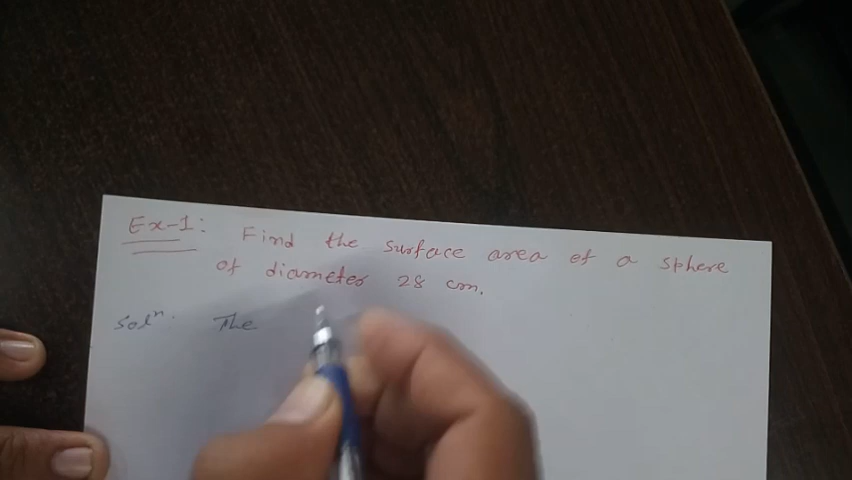 Ex-1: Find the surface area of a sphere
of diameter 28 cm.
Solⁿ. The